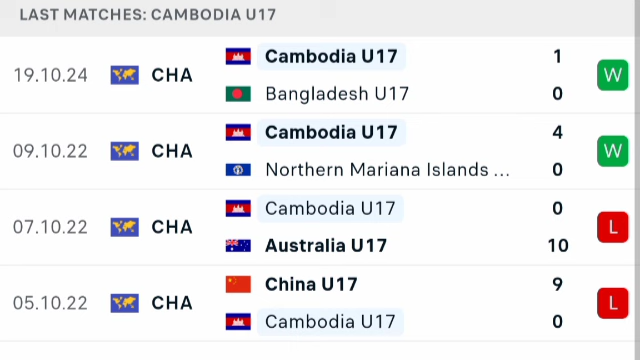 LAST MATCHES: CAMBODIA U17
Cambodia U17 1
19.10.24 CHA W
Bangladesh U17 0
Cambodia U17 4
09.10.22 CHA W
Northern Mariana Islands ... 0
Cambodia U17 0
07.10.22 CHA L
Australia U17 10
China U17 9
05.10.22 CHA L
Cambodia U17 0